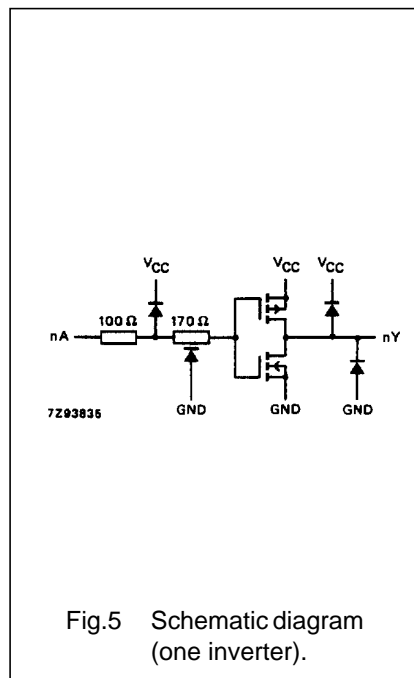 VCC VCC VCC
100 Ω 170 Ω
nA nY
7Z93835 GND GND GND
Fig.5 Schematic diagram
(one inverter).